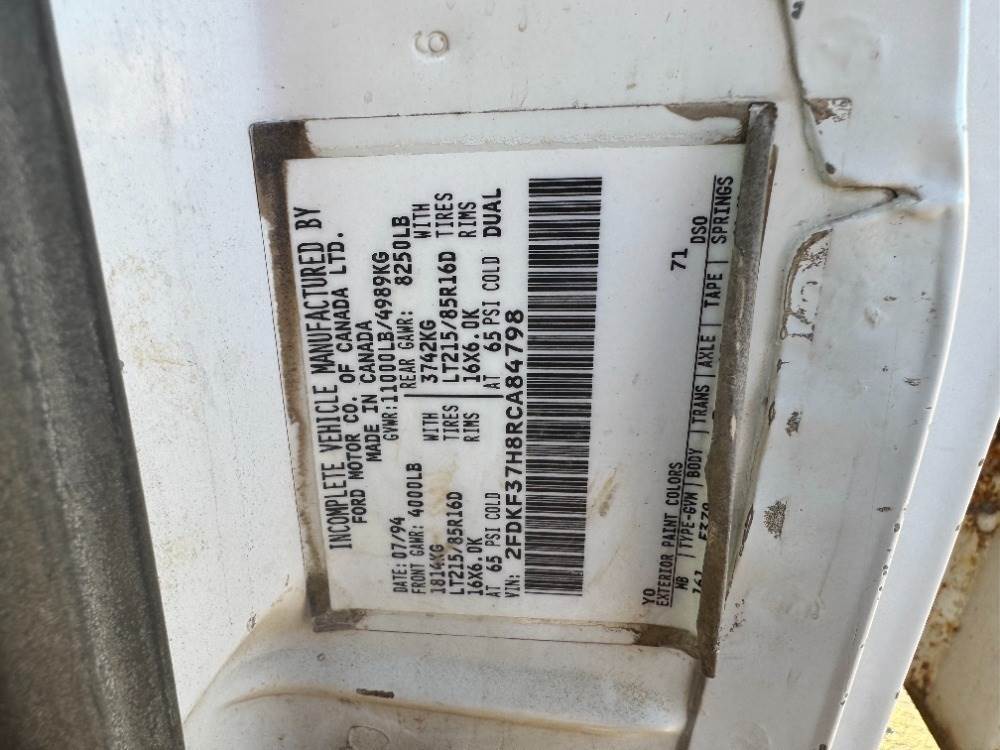 INCOMPLETE VEHICLE MANUFACTURED BY
FORD MOTOR CO. OF CANADA LTD.
MADE IN CANADA
DATE: 07/94 GVWR: 11000LB/4989KG
FRONT GAWR: 4000LB REAR GAWR: 8250LB
1814KG WITH 3742KG WITH
LT215/85R16D TIRES LT215/85R16D TIRES
16X6.0K RIMS 16X6.0K RIMS
AT 65 PSI COLD AT 65 PSI COLD DUAL
VIN: 2FDKF37H8RCA84798
YO 71
EXTERIOR PAINT COLORS DSO
WB TYPE-GVW BODY TRANS AXLE TAPE SPRINGS
161 F370